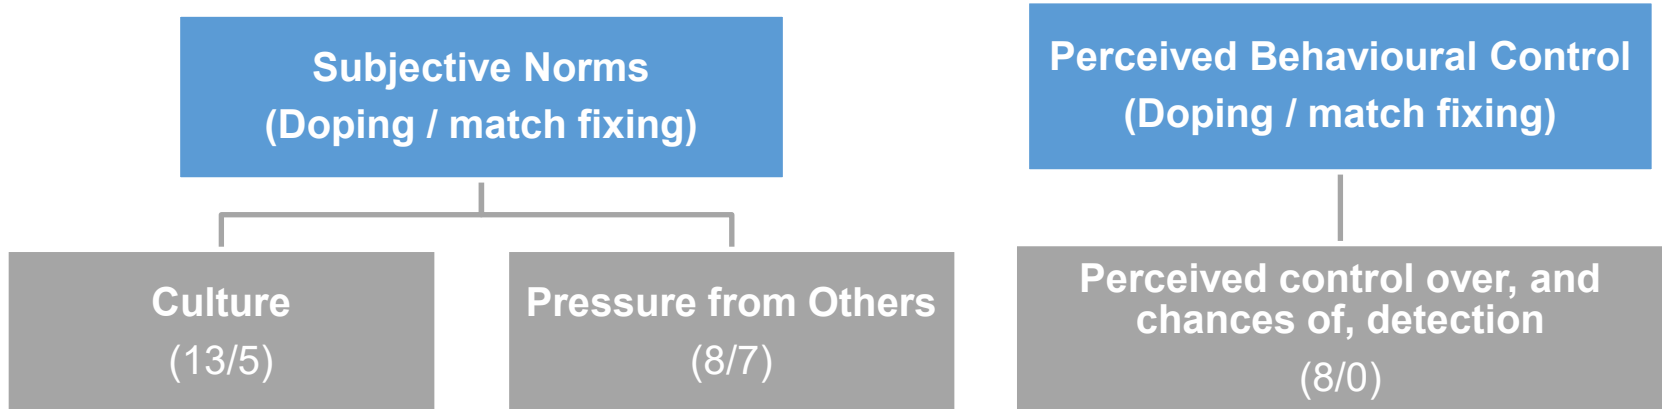 Subjective Norms
(Doping / match fixing)
Perceived Behavioural Control
(Doping / match fixing)
Culture
(13/5)
Pressure from Others
(8/7)
Perceived control over, and
chances of, detection
(8/0)